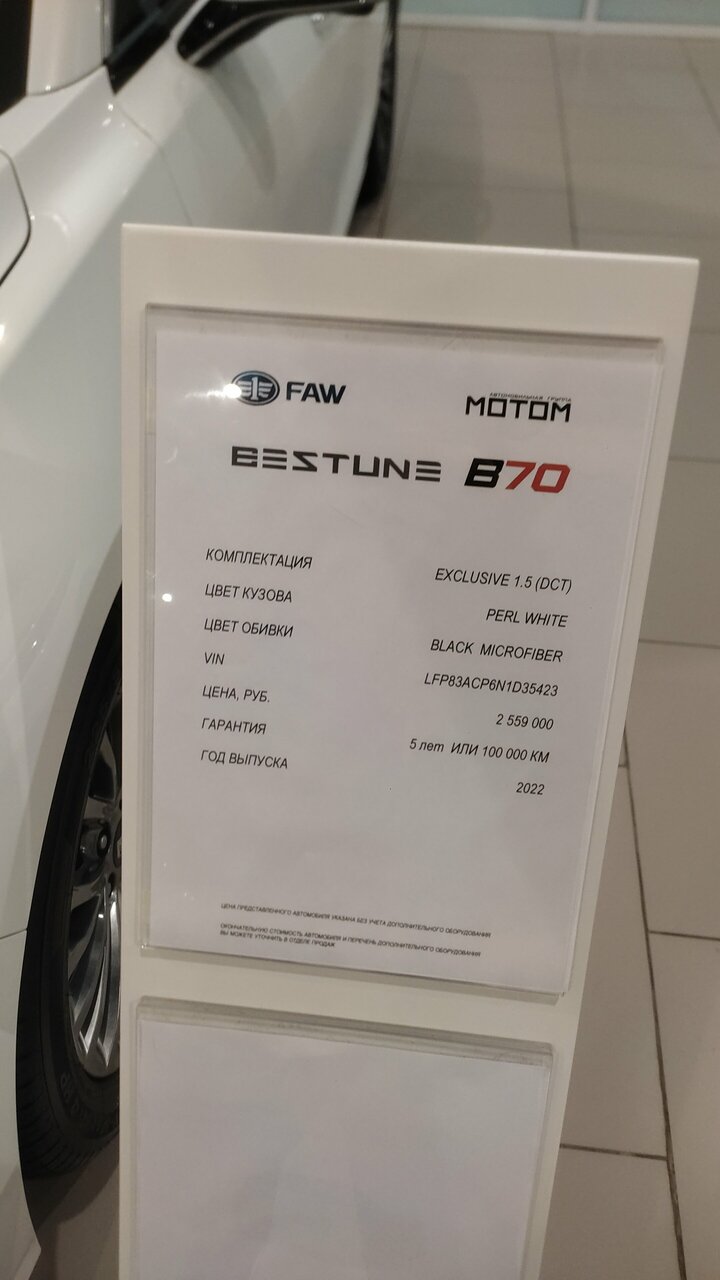 FAW
АВТОМОБИЛЬНАЯ ГРУППА
МОТОМ
BESTUNE B70
КОМПЛЕКТАЦИЯ EXCLUSIVE 1.5 (DCT)
ЦВЕТ КУЗОВА PERL WHITE
ЦВЕТ ОБИВКИ BLACK MICROFIBER
VIN LFP83ACP6N1D35423
ЦЕНА, РУБ. 2 559 000
ГАРАНТИЯ 5 лет ИЛИ 100 000 КМ
ГОД ВЫПУСКА 2022
ЦЕНА ПРЕДСТАВЛЕННОГО АВТОМОБИЛЯ УКАЗАНА БЕЗ УЧЕТА ДОПОЛНИТЕЛЬНОГО ОБОРУДОВАНИЯ
ОКОНЧАТЕЛЬНУЮ СТОИМОСТЬ АВТОМОБИЛЯ И ПЕРЕЧЕНЬ ДОПОЛНИТЕЛЬНОГО ОБОРУДОВАНИЯ
ВЫ МОЖЕТЕ УТОЧНИТЬ В ОТДЕЛЕ ПРОДАЖ